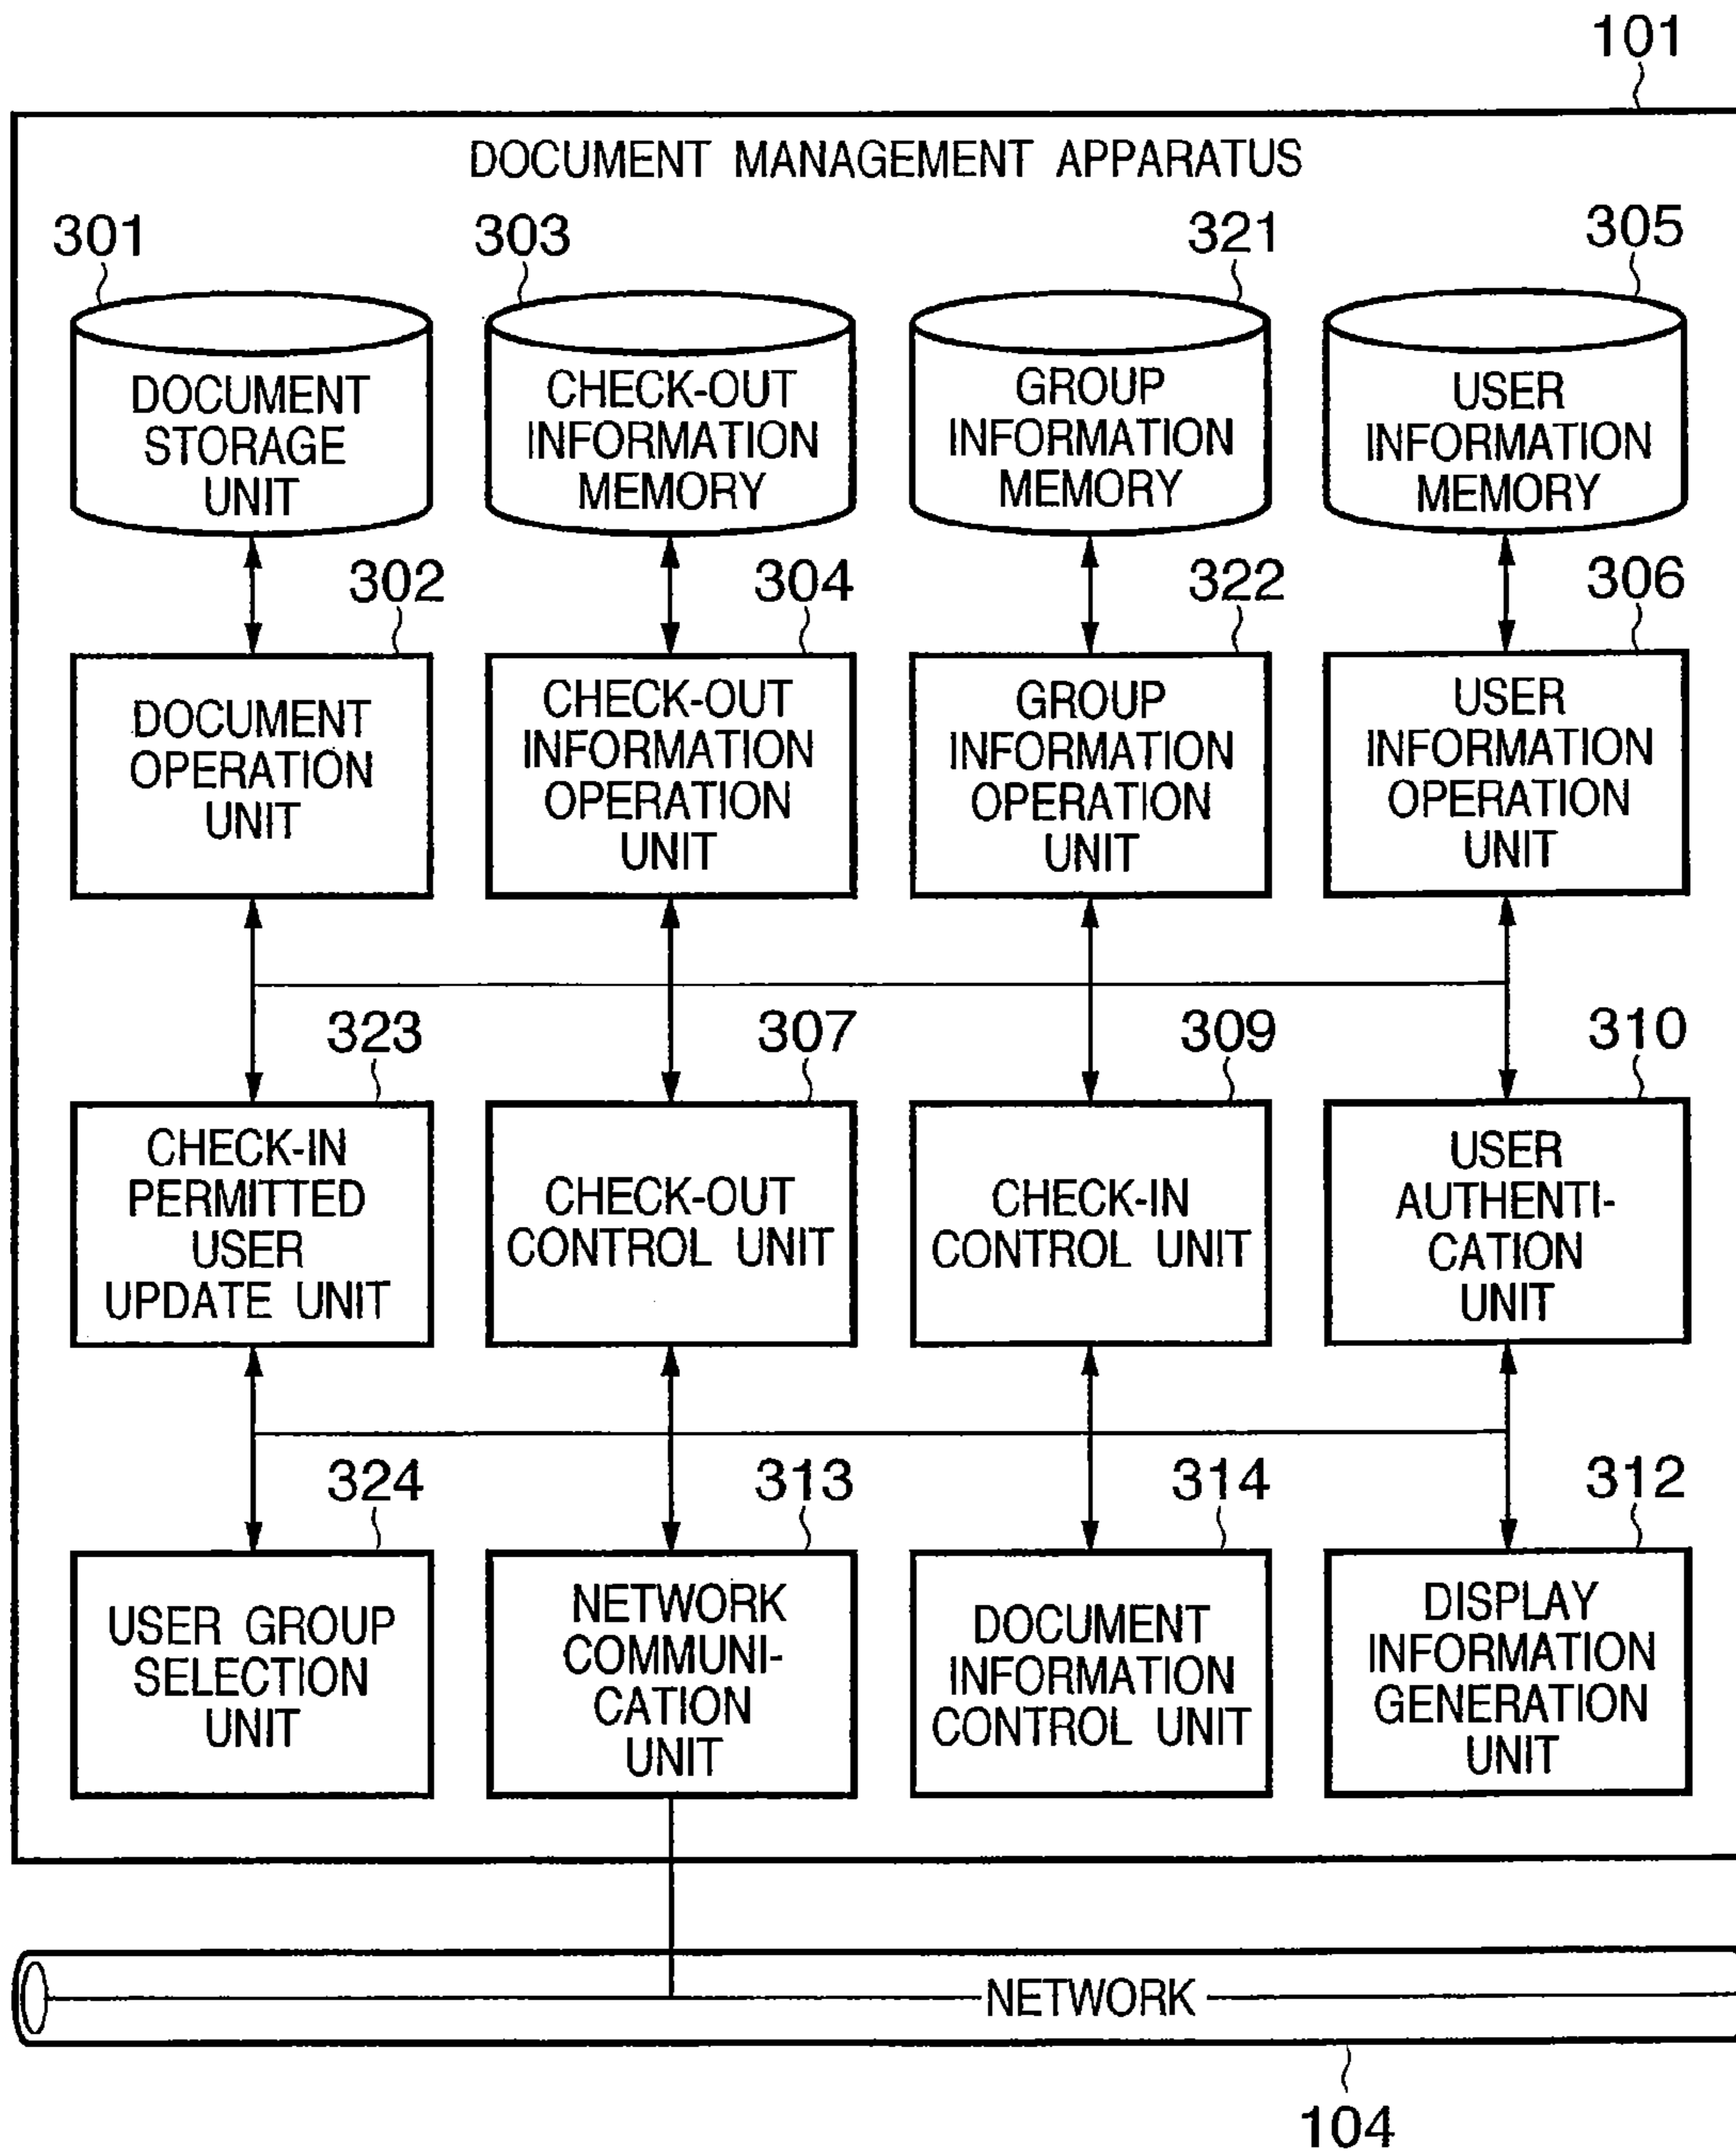 101
DOCUMENT MANAGEMENT APPARATUS
301
303
321
305
DOCUMENT
STORAGE
UNIT
CHECK-OUT
INFORMATION
MEMORY
GROUP
INFORMATION
MEMORY
USER
INFORMATION
MEMORY
302
304
322
306
DOCUMENT
OPERATION
UNIT
CHECK-OUT
INFORMATION
OPERATION
UNIT
GROUP
INFORMATION
OPERATION
UNIT
USER
INFORMATION
OPERATION
UNIT
323
307
309
310
CHECK-IN
PERMITTED
USER
UPDATE UNIT
CHECK-OUT
CONTROL UNIT
CHECK-IN
CONTROL UNIT
USER
AUTHENTI-
CATION
UNIT
324
313
314
312
USER GROUP
SELECTION
UNIT
NETWORK
COMMUNI-
CATION
UNIT
DOCUMENT
INFORMATION
CONTROL UNIT
DISPLAY
INFORMATION
GENERATION
UNIT
NETWORK
104